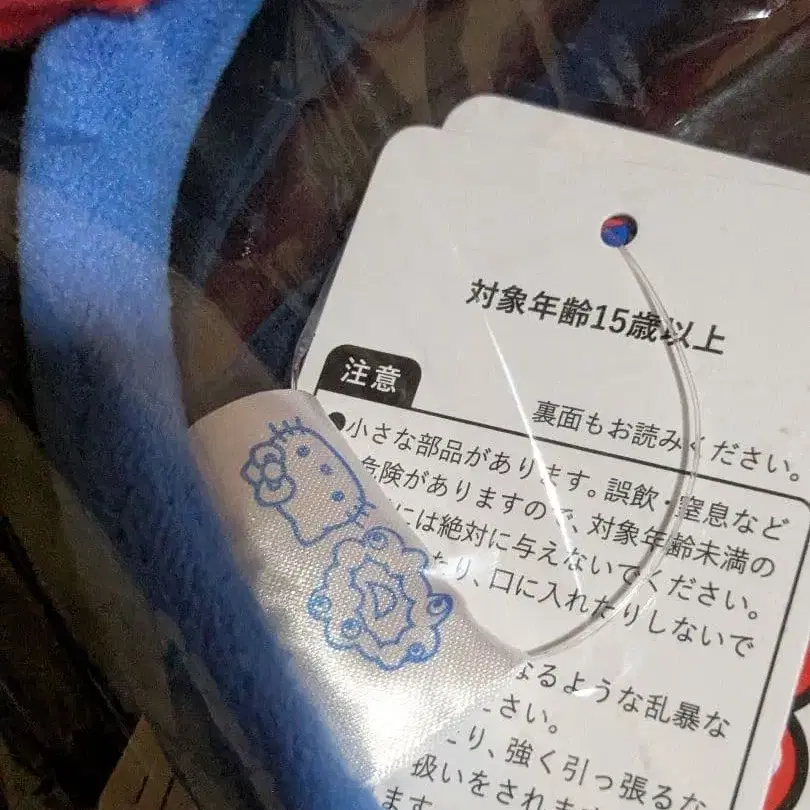 対象年齢15歳以上
注意
裏面もお読みください。
●小さな部品があります。誤飲・窒息など
危険がありますので、対象年齢未満の
には絶対に与えないでください。
たり、口に入れたりしないで
なるような乱暴な
さい。
たり、強く引っ張るな
扱いをされま
ます